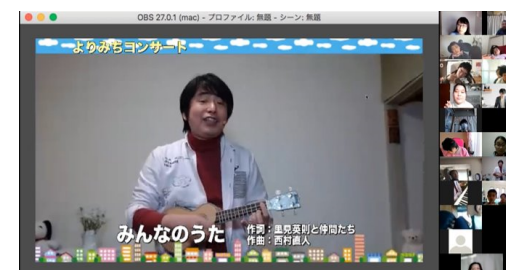 OBS 27.0.1 (mac) - プロファイル: 無題 - シーン: 無題
よりみちコンサート
みんなのうた
作詞：里見英則と仲間たち
作曲：西村直人